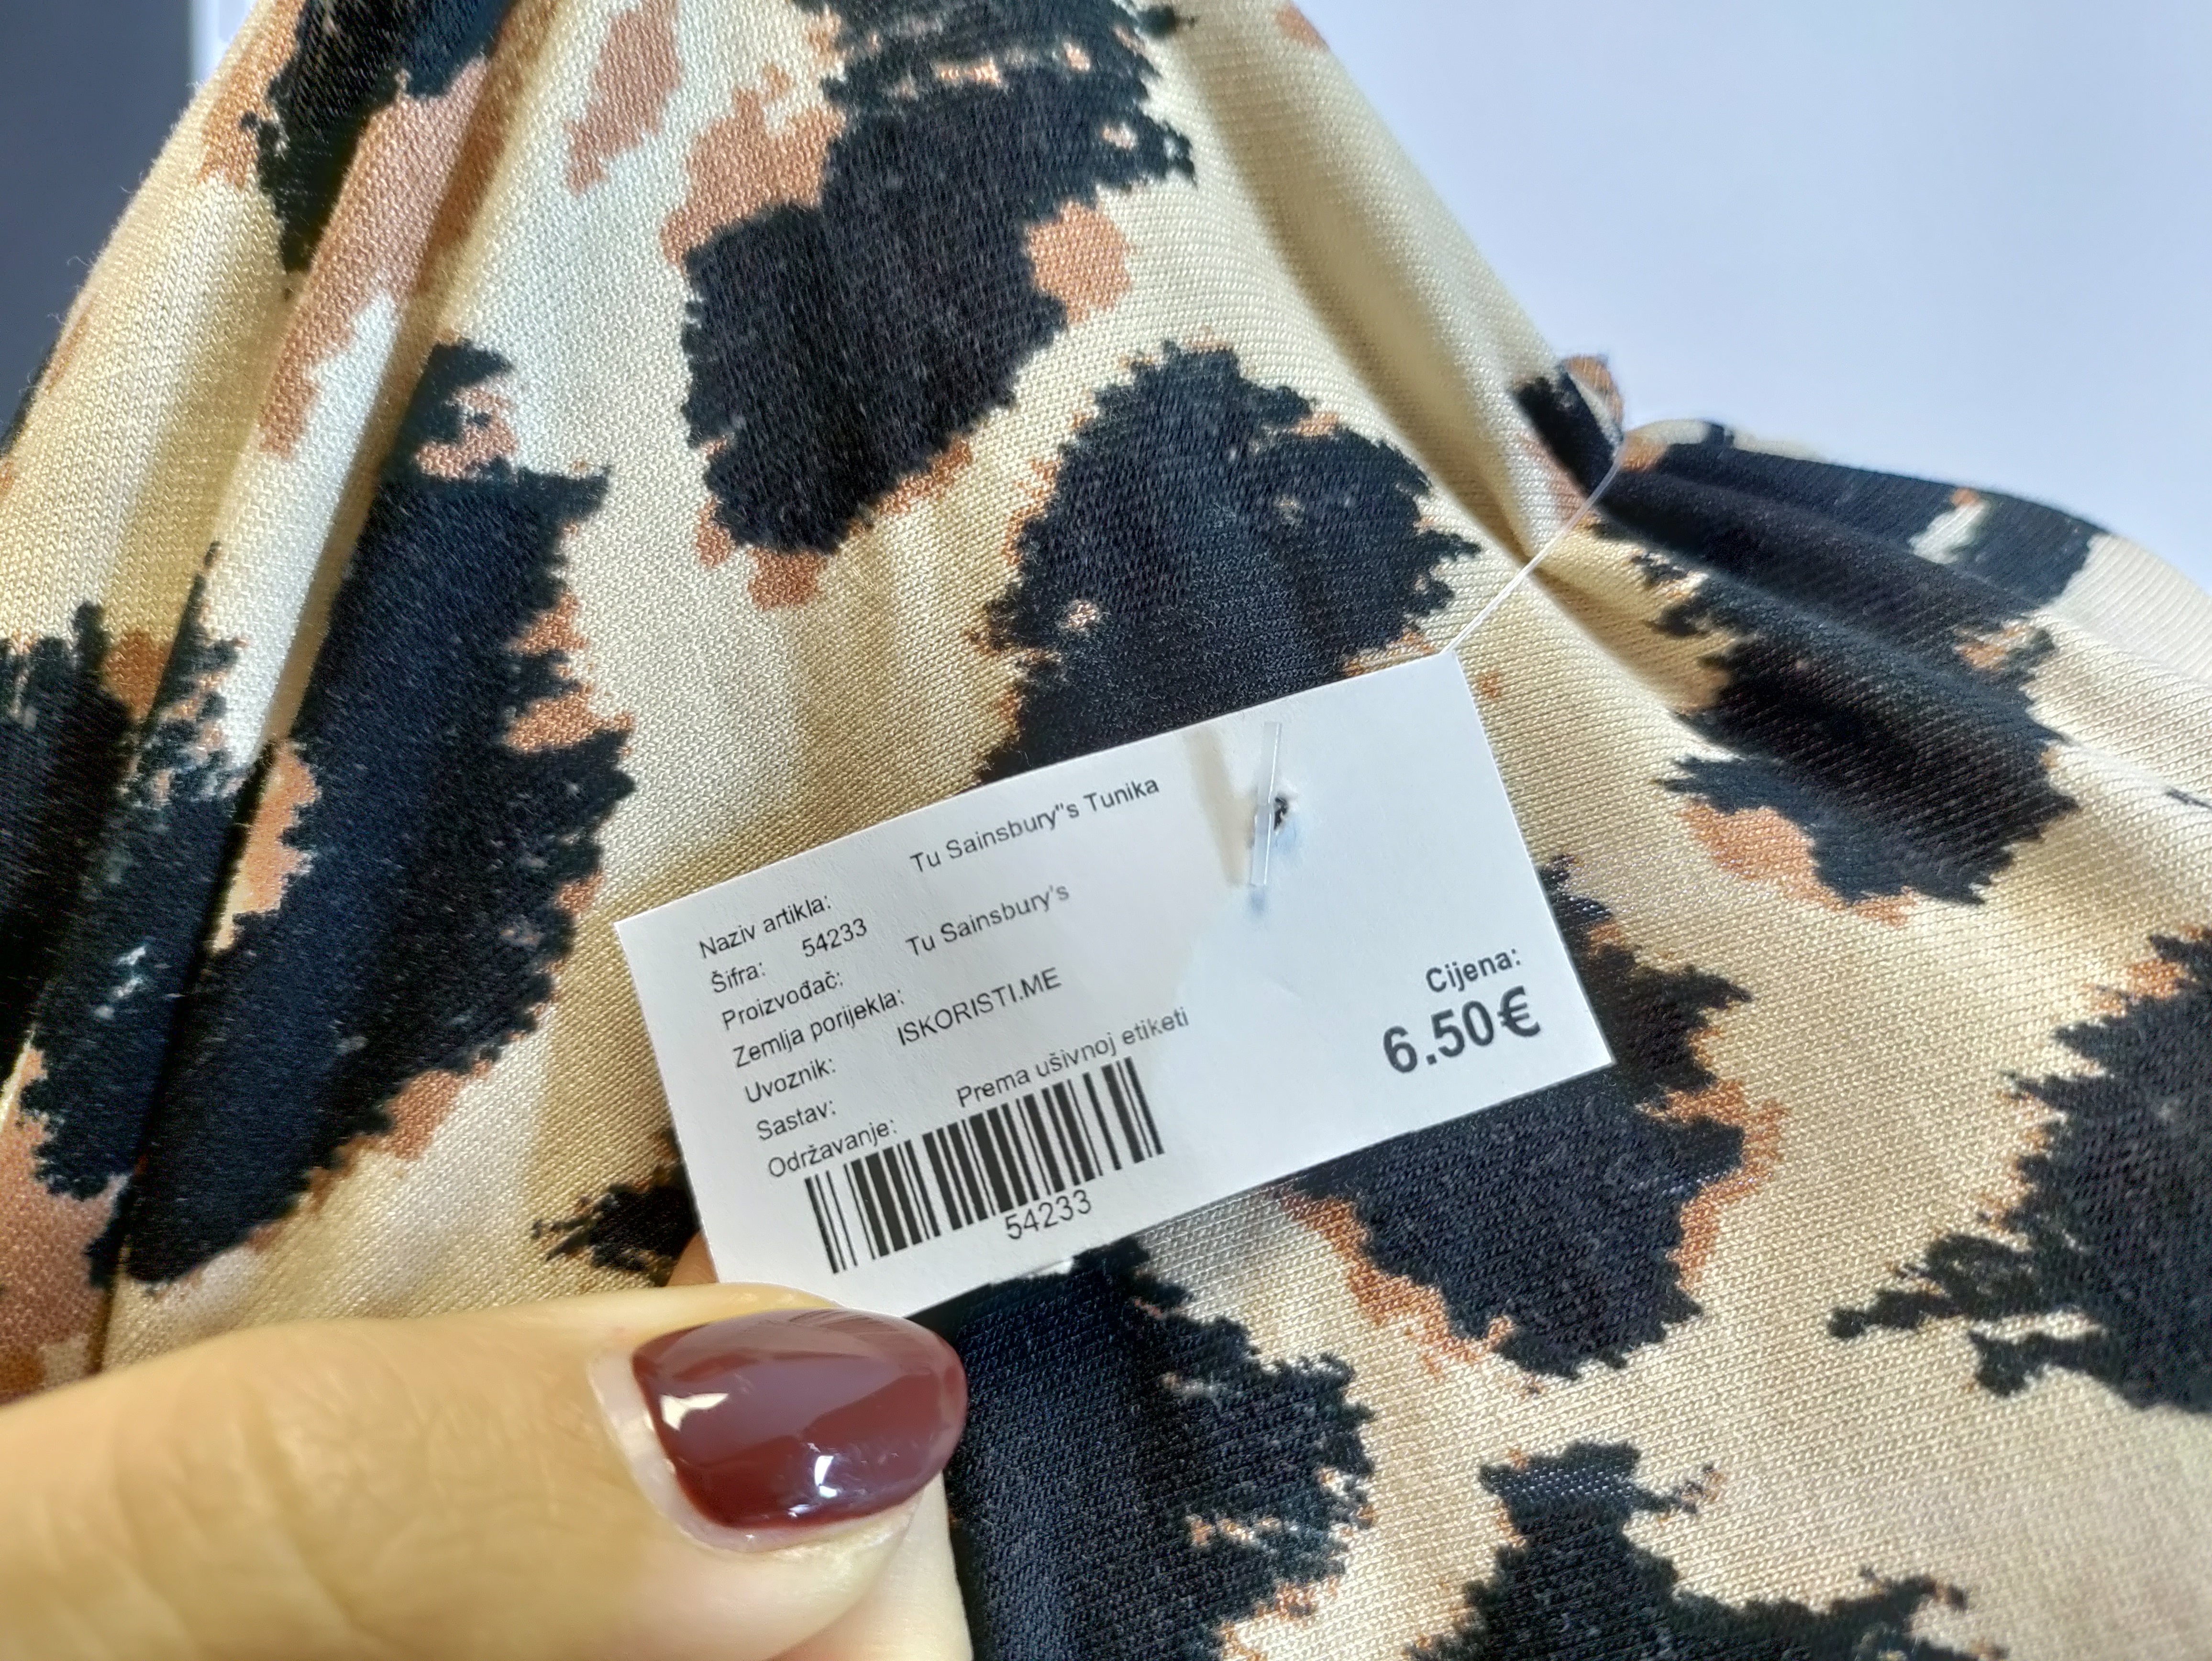 Naziv artikla: Tu Sainsbury"s Tunika
Šifra: 54233
Proizvođač: Tu Sainsbury's
Zemlja porijekla:
Uvoznik: ISKORISTI.ME
Sastav:
Održavanje: Prema ušivnoj etiketi
54233
Cijena:
6.50€